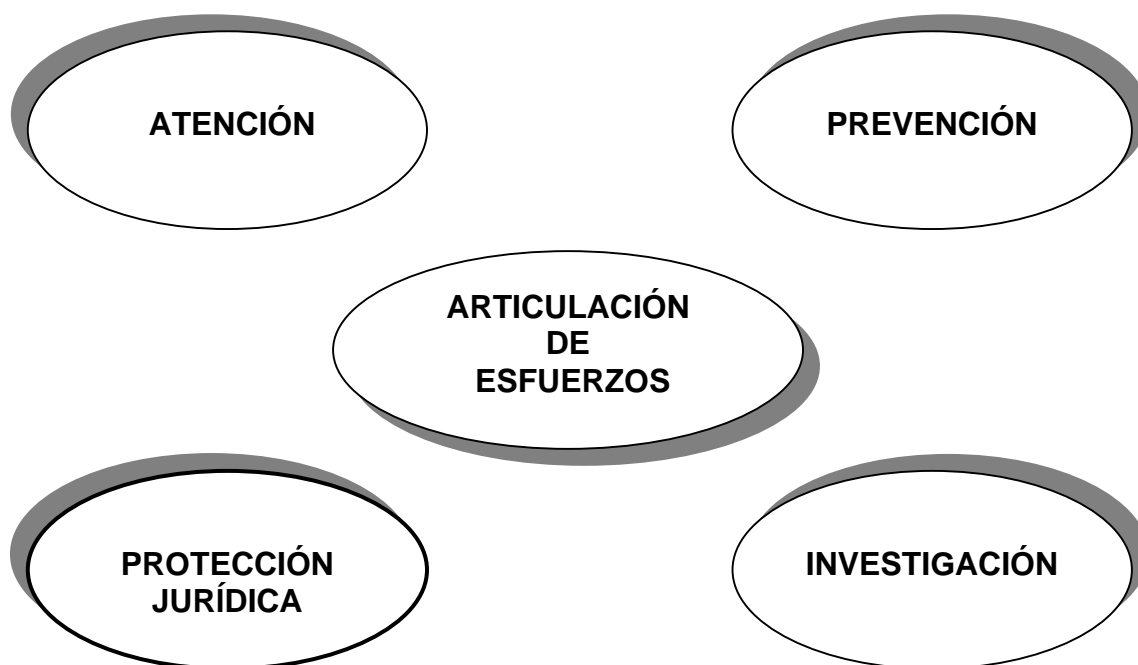 ATENCIÓN
PREVENCIÓN
ARTICULACIÓN
DE
ESFUERZOS
PROTECCIÓN
JURÍDICA
INVESTIGACIÓN